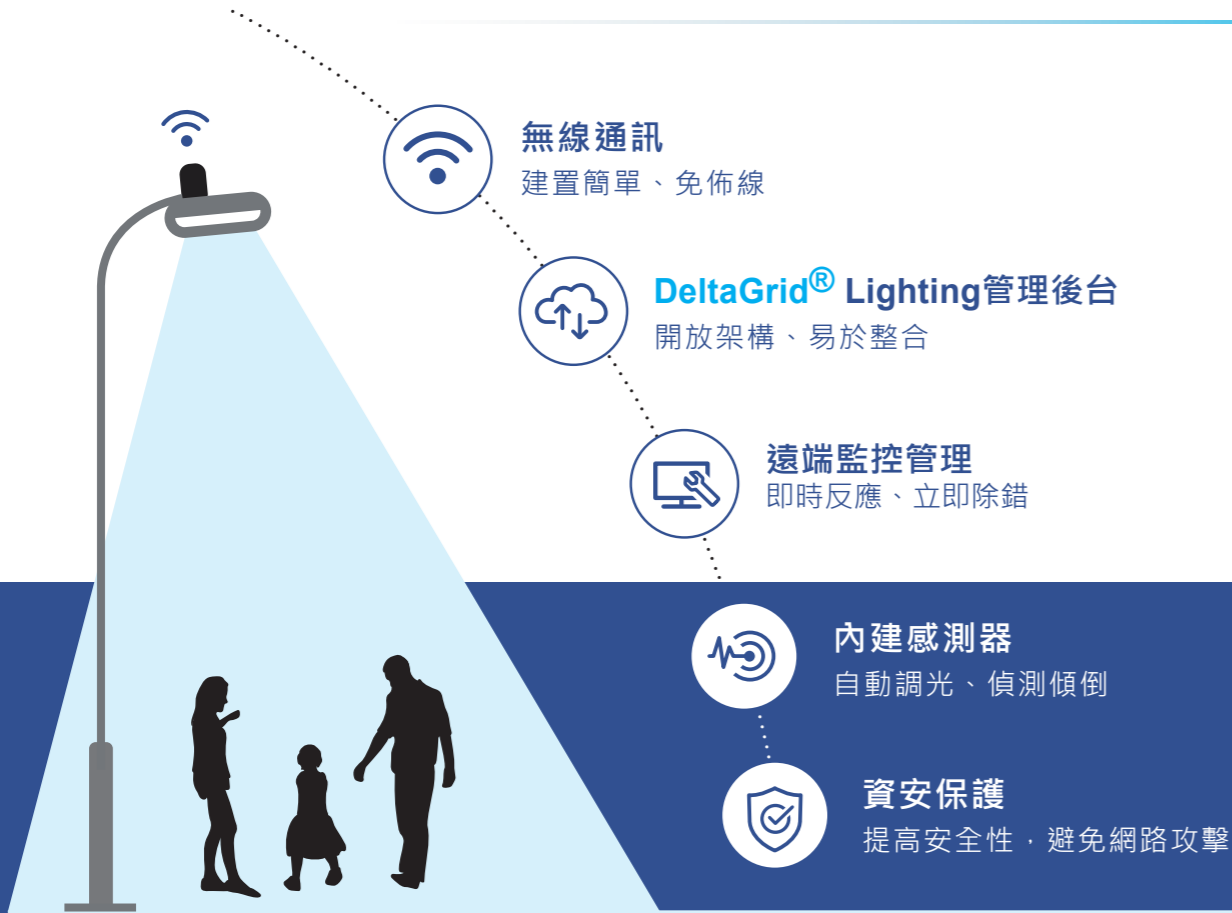 無線通訊
建置簡單、免佈線
DeltaGrid® Lighting管理後台
開放架構、易於整合
遠端監控管理
即時反應、立即除錯
內建感測器
自動調光、偵測傾倒
資安保護
提高安全性，避免網路攻擊